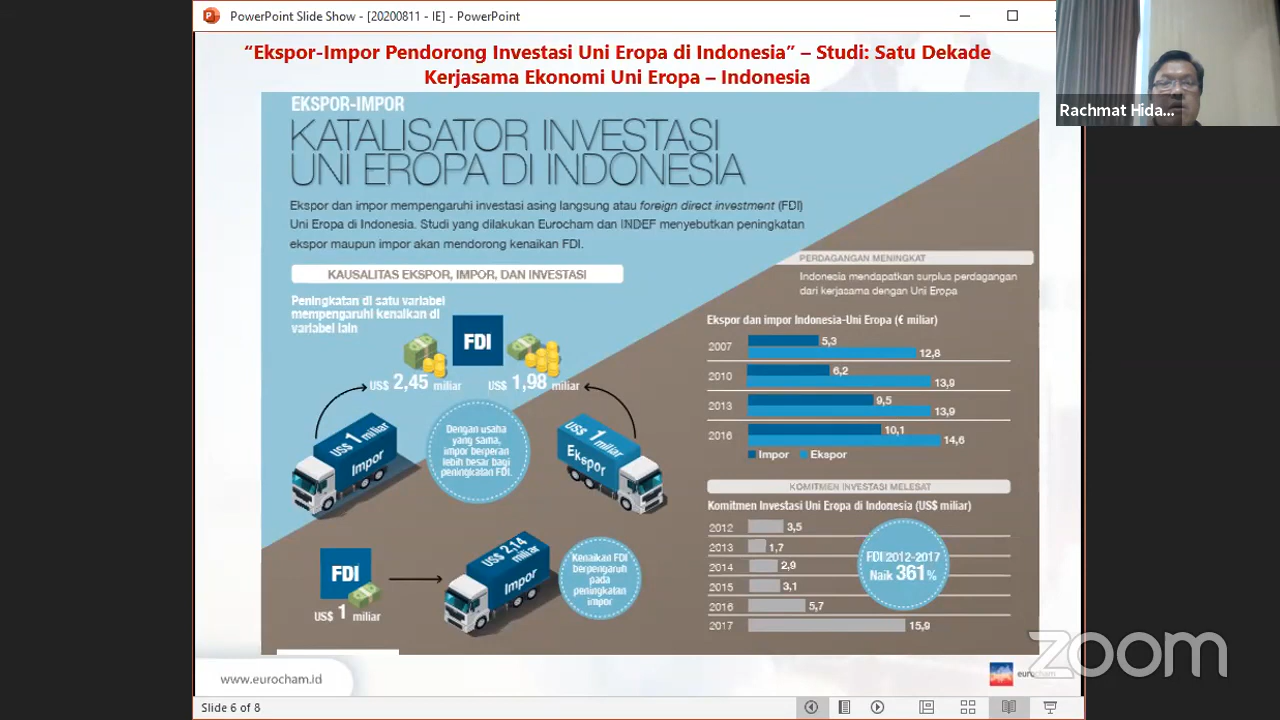 PowerPoint Slide Show - [20200811 - IE] - PowerPoint
“Ekspor-Impor Pendorong Investasi Uni Eropa di Indonesia” – Studi: Satu Dekade
Kerjasama Ekonomi Uni Eropa – Indonesia
Rachmat Hida...
EKSPOR-IMPOR
KATALISATOR INVESTASI
UNI EROPA DI INDONESIA
Ekspor dan impor mempengaruhi investasi asing langsung atau foreign direct investment (FDI)
Uni Eropa di Indonesia. Studi yang dilakukan Eurocham dan INDEF menyebutkan peningkatan
ekspor maupun impor akan mendorong kenaikan FDI.
KAUSALITAS EKSPOR, IMPOR, DAN INVESTASI
Peningkatan di satu variabel
mempengaruhi kenaikan di
variabel lain
FDI
US$ 2,45 miliar
US$ 1,98 miliar
US$ 1 miliar
Impor
Dengan usaha
yang sama,
impor berperan
lebih besar bagi
peningkatan FDI.
US$ 1 miliar
Ekspor
FDI
US$ 1 miliar
US$ 2,14
miliar
Impor
Kenaikan FDI
berpengaruh
pada
peningkatan
impor
PERDAGANGAN MENINGKAT
Indonesia mendapatkan surplus perdagangan
dari kerjasama dengan Uni Eropa
Ekspor dan impor Indonesia-Uni Eropa (€ miliar)
2007 5,3
12,8
2010 6,2
13,9
2013 9,5
13,9
2016 10,1
14,6
Impor Ekspor
KOMITMEN INVESTASI MELESAT
Komitmen Investasi Uni Eropa di Indonesia (US$ miliar)
2012 3,5
2013 1,7
2014 2,9
2015 3,1
2016 5,7
2017 15,9
FDI 2012-2017
Naik 361%
www.eurocham.id
eurocham
zoom
Slide 6 of 8